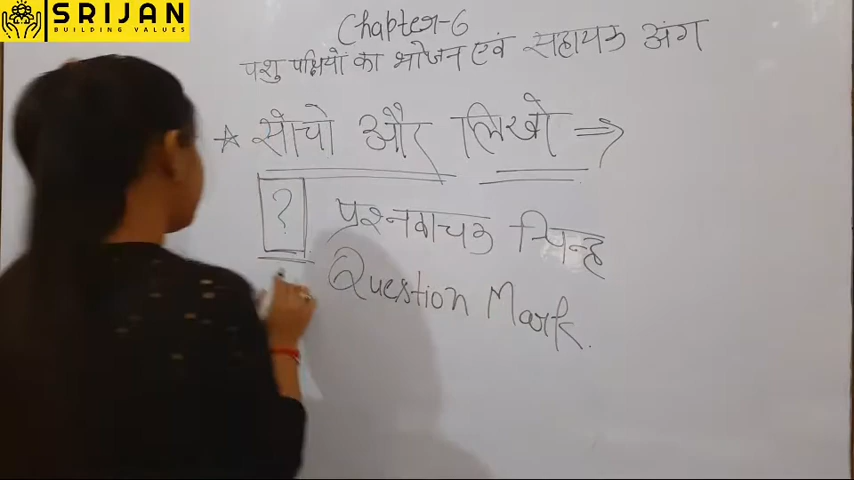 SRIJAN
BUILDING VALUES
Chapter-6
पशु पक्षियों का भोजन एवं सहायक अंग
☆ सोचो और लिखो ⇒
? प्रश्नवाचक चिन्ह
Question Mark.